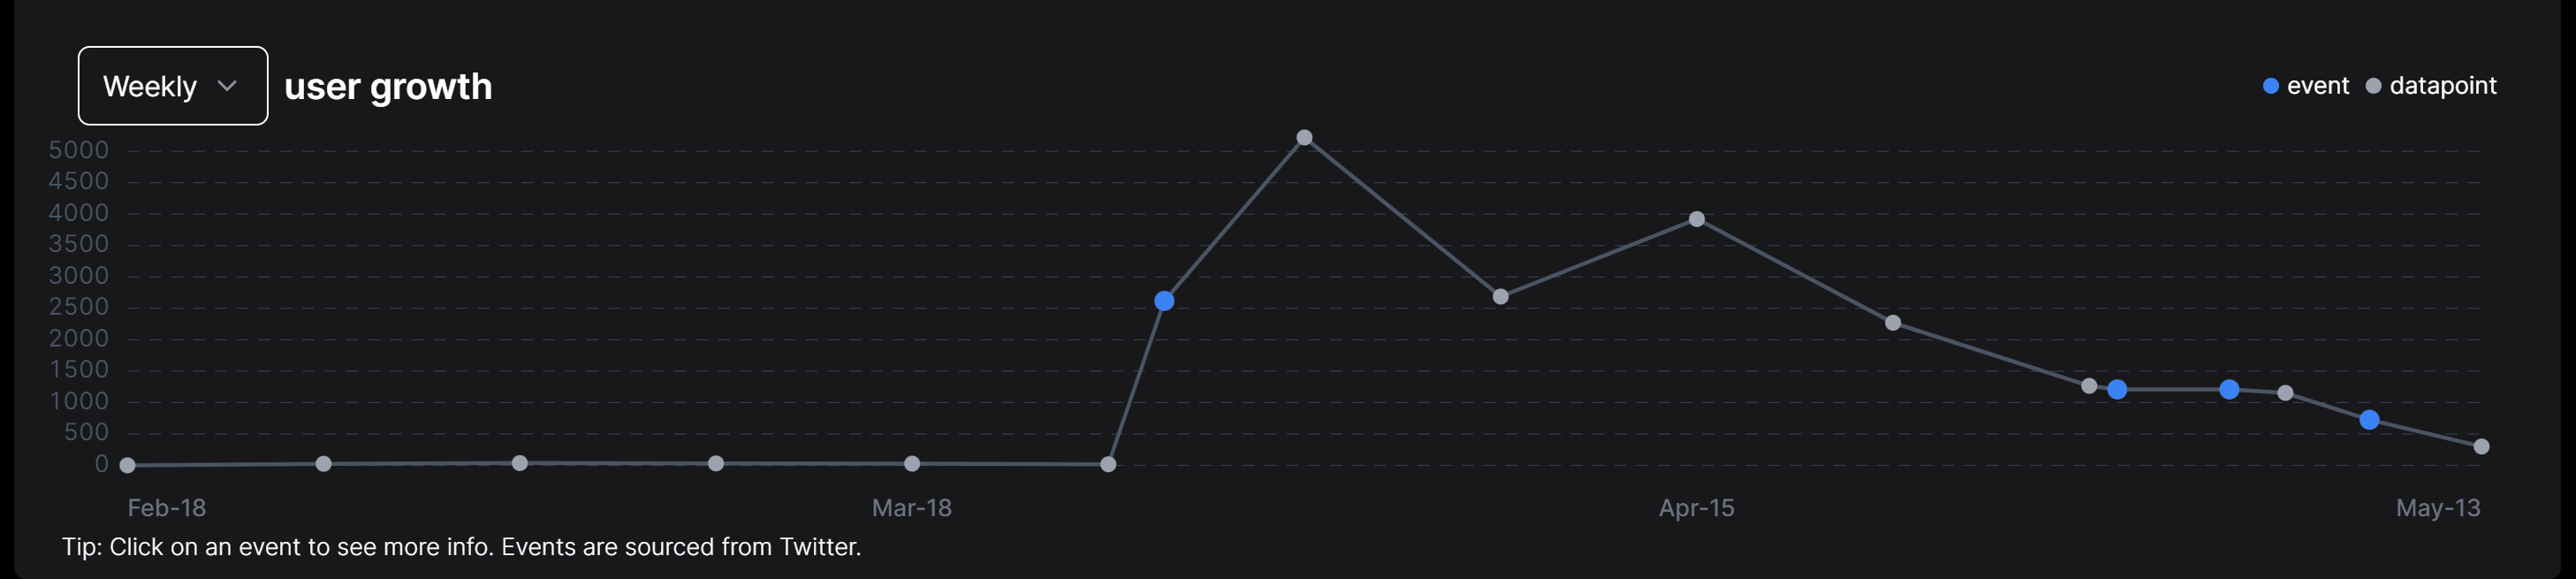 Weekly user growth
event datapoint
5000
4500
4000
3500
3000
2500
2000
1500
1000
500
0
Feb-18 Mar-18 Apr-15 May-13
Tip: Click on an event to see more info. Events are sourced from Twitter.